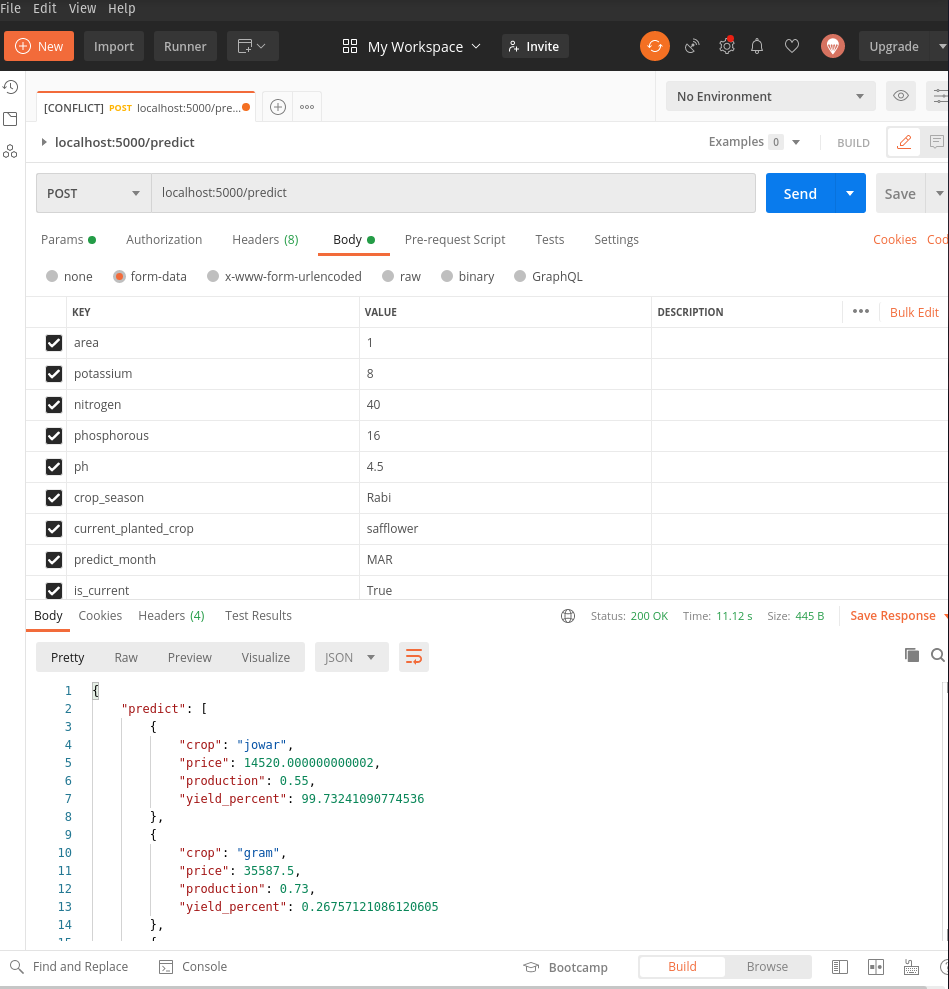 File Edit View Help
New Import Runner My Workspace Invite Upgrade
[CONFLICT] POST localhost:5000/pre... No Environment
localhost:5000/predict Examples 0 BUILD
POST localhost:5000/predict Send Save
Params Authorization Headers (8) Body Pre-request Script Tests Settings Cookies Cod
none form-data x-www-form-urlencoded raw binary GraphQL
KEY VALUE DESCRIPTION Bulk Edit
area 1
potassium 8
nitrogen 40
phosphorous 16
ph 4.5
crop_season Rabi
current_planted_crop safflower
predict_month MAR
is_current True
Body Cookies Headers (4) Test Results Status: 200 OK Time: 11.12 s Size: 445 B Save Response
Pretty Raw Preview Visualize JSON
1 {
2 "predict": [
3 {
4 "crop": "jowar",
5 "price": 14520.000000000002,
6 "production": 0.55,
7 "yield_percent": 99.73241090774536
8 },
9 {
10 "crop": "gram",
11 "price": 35587.5,
12 "production": 0.73,
13 "yield_percent": 0.26757121086120605
14 },
15 {
Find and Replace Console Bootcamp Build Browse